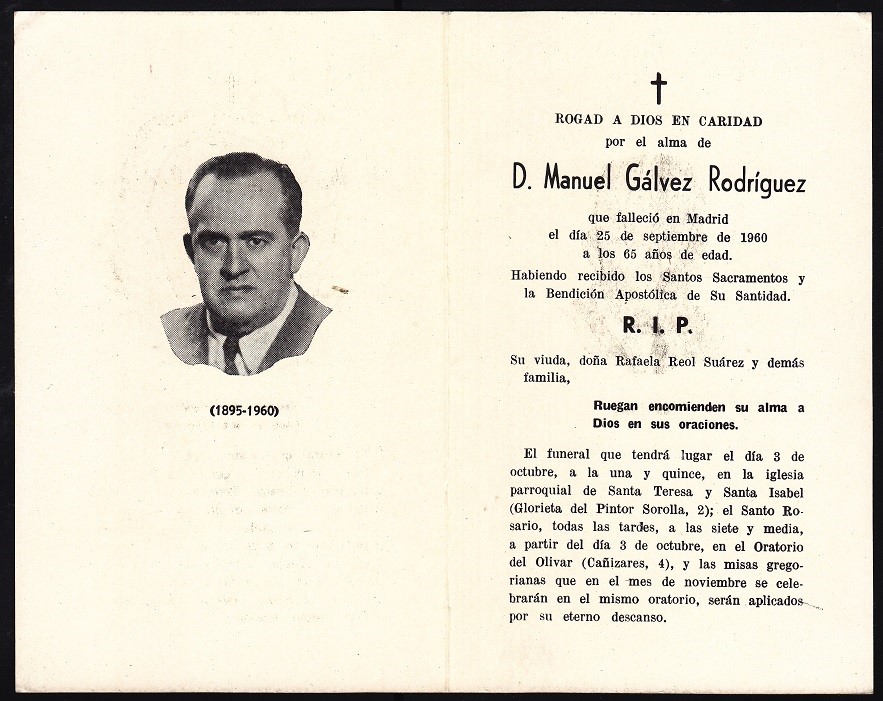 (1895-1960)
ROGAD A DIOS EN CARIDAD
por el alma de
D. Manuel Gálvez Rodríguez
que falleció en Madrid
el día 25 de septiembre de 1960
a los 65 años de edad.
Habiendo recibido los Santos Sacramentos y
la Bendición Apostólica de Su Santidad.
R. I. P.
Su viuda, doña Rafaela Reol Suárez y demás
familia,
Ruegan encomienden su alma a
Dios en sus oraciones.
El funeral que tendrá lugar el día 3 de
octubre, a la una y quince, en la iglesia
parroquial de Santa Teresa y Santa Isabel
(Glorieta del Pintor Sorolla, 2); el Santo Ro-
sario, todas las tardes, a las siete y media,
a partir del día 3 de octubre, en el Oratorio
del Olivar (Cañizares, 4), y las misas grego-
rianas que en el mes de noviembre se cele-
brarán en el mismo oratorio, serán aplicados
por su eterno descanso.